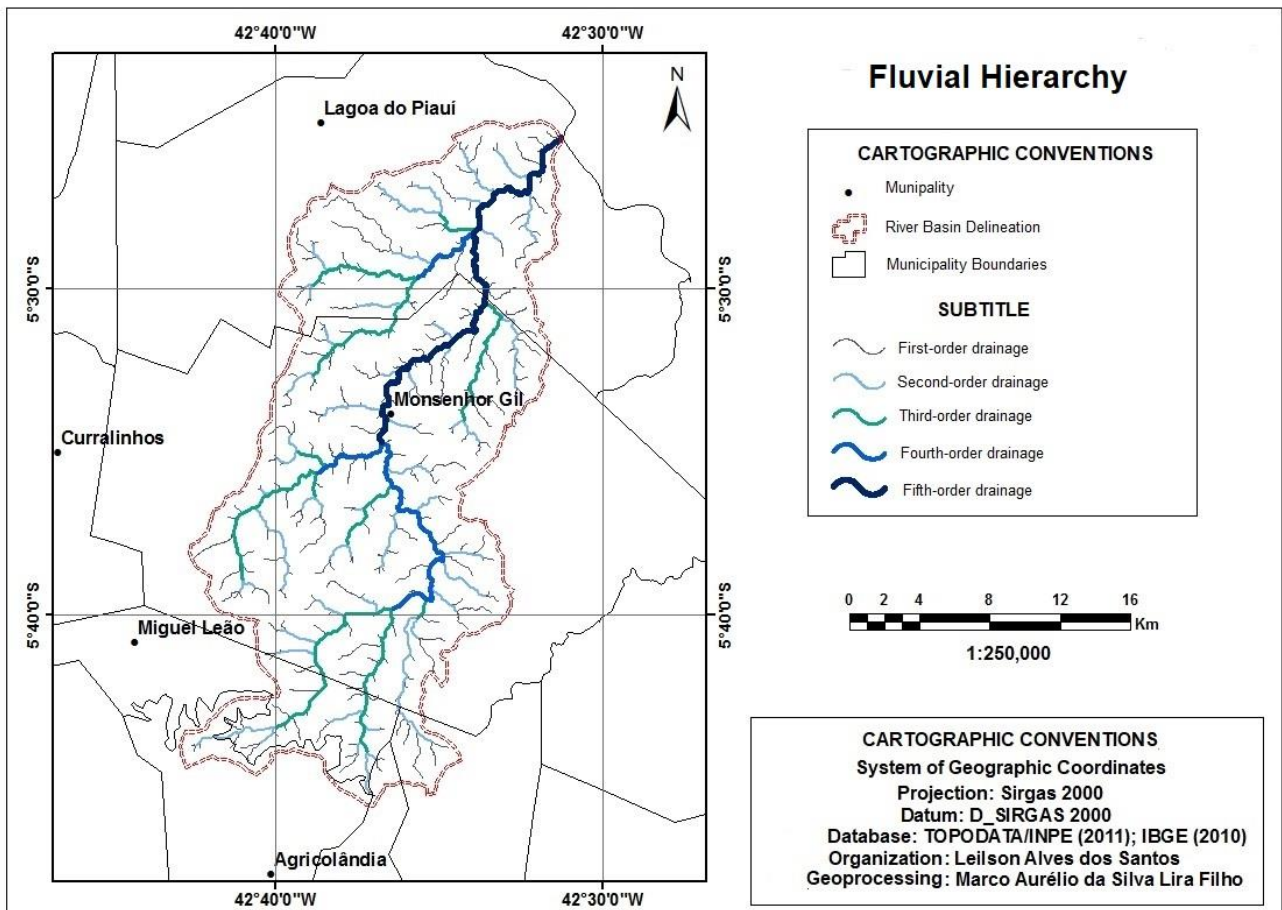 Fluvial Hierarchy
42°40'0"W
42°30'0"W
N
Lagoa do Piauí
5°30'0"S
5°30'0"S
Monsenhor Gil
Curralinhos
5°40'0"S
5°40'0"S
Miguel Leão
Agricolândia
42°40'0"W
42°30'0"W
CARTOGRAPHIC CONVENTIONS
Munipality
River Basin Delineation
Municipality Boundaries
SUBTITLE
First-order drainage
Second-order drainage
Third-order drainage
Fourth-order drainage
Fifth-order drainage
0 2 4 8 12 16
Km
1:250,000
CARTOGRAPHIC CONVENTIONS
System of Geographic Coordinates
Projection: Sirgas 2000
Datum: D_SIRGAS 2000
Database: TOPODATA/INPE (2011); IBGE (2010)
Organization: Leilson Alves dos Santos
Geoprocessing: Marco Aurélio da Silva Lira Filho